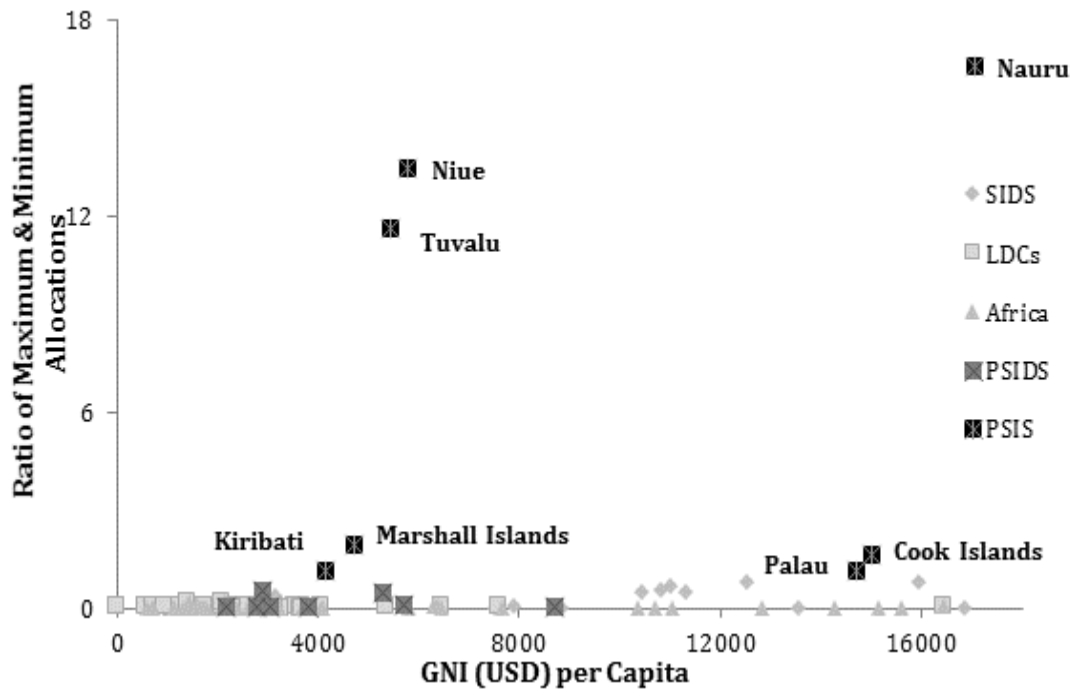 18
Nauru
Niue
SIDS
12
Tuvalu
LDCs
Africa
PSIDS
6
PSIS
Kiribati
Marshall Islands
Palau
Cook Islands
0
0
4000
8000
12000
16000
GNI (USD) per Capita
Ratio of Maximum & Minimum
Allocations